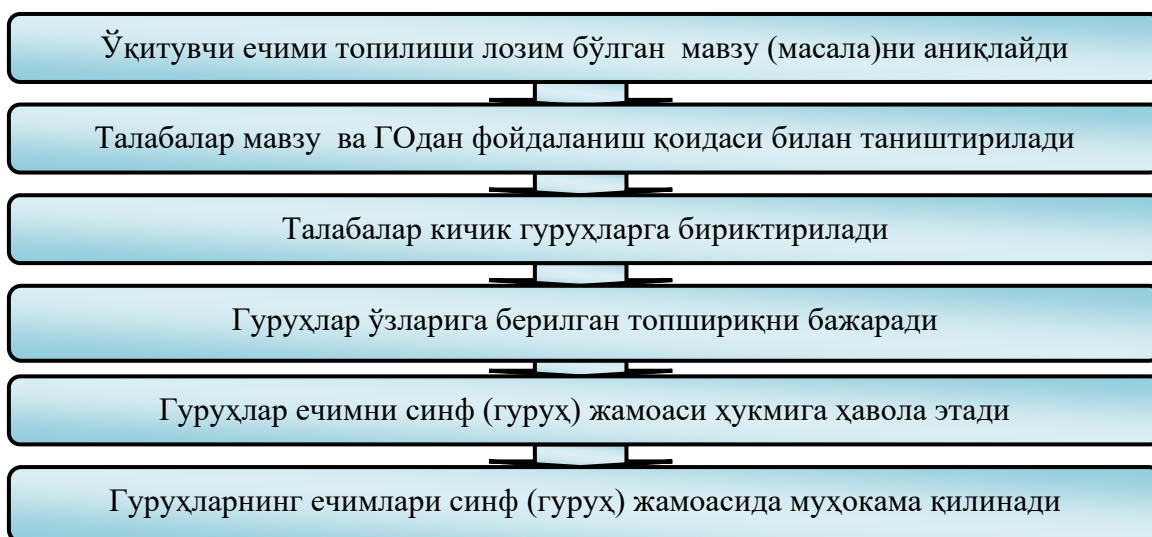 Ўқитувчи ечими топилиши лозим бўлган мавзу (масала)ни аниқлайди
Талабалар мавзу ва ГОдан фойдаланиш қоидаси билан таништирилади
Талабалар кичик гуруҳларга бириктирилади
Гуруҳлар ўзларига берилган топшириқни бажаради
Гуруҳлар ечимни синф (гуруҳ) жамоаси ҳукмига ҳавола этади
Гуруҳларнинг ечимлари синф (гуруҳ) жамоасида муҳокама қилинади